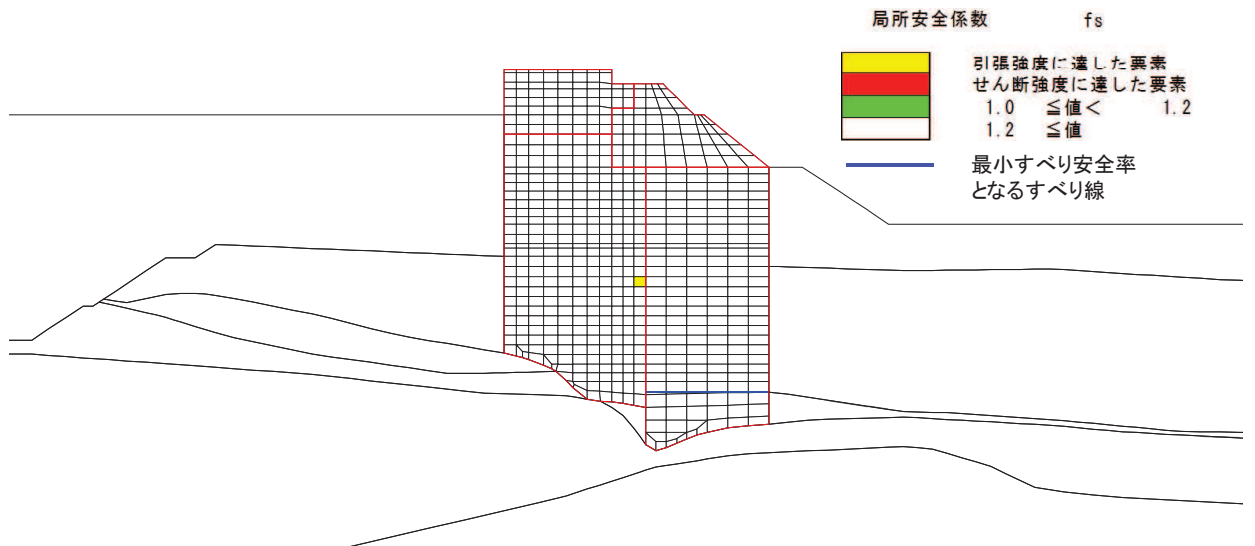 局所安全係数 fs
引張強度に達した要素
せん断強度に達した要素
1.0 ≦値< 1.2
1.2 ≦値
最小すべり安全率
となるすべり線